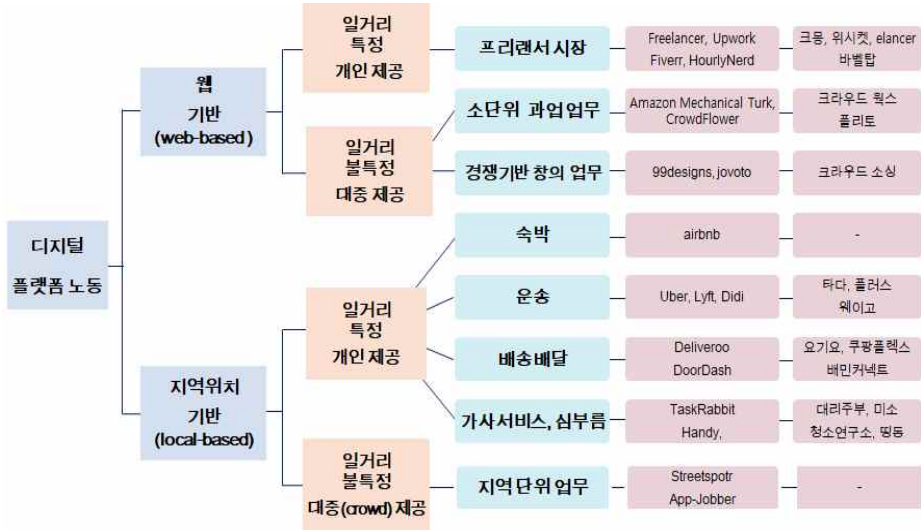 디지털
플랫폼 노동
웹
기반
(web-based)
지역위치
기반
(local-based)
일거리
특정
개인 제공
일거리
불특정
대중 제공
일거리
특정
개인 제공
일거리
불특정
대중(crowd) 제공
프리랜서 시장
Freelancer, Upwork
Fiverr, HourlyNerd
크몽, 위시켓, elancer
바벨탑
소단위 과업 업무
Amazon Mechanical Turk,
CrowdFlower
크라우드 웍스
플리토
경쟁기반 창의 업무
99designs, jovoto
크라우드 소싱
숙박
airbnb
-
운송
Uber, Lyft, Didi
타다, 풀러스
웨이고
배송배달
Deliveroo
DoorDash
요기요, 쿠팡플렉스
배민커넥트
가사서비스, 심부름
TaskRabbit
Handy,
대리주부, 미소
청소연구소, 띵동
지역단위 업무
Streetspotr
App-Jobber
-